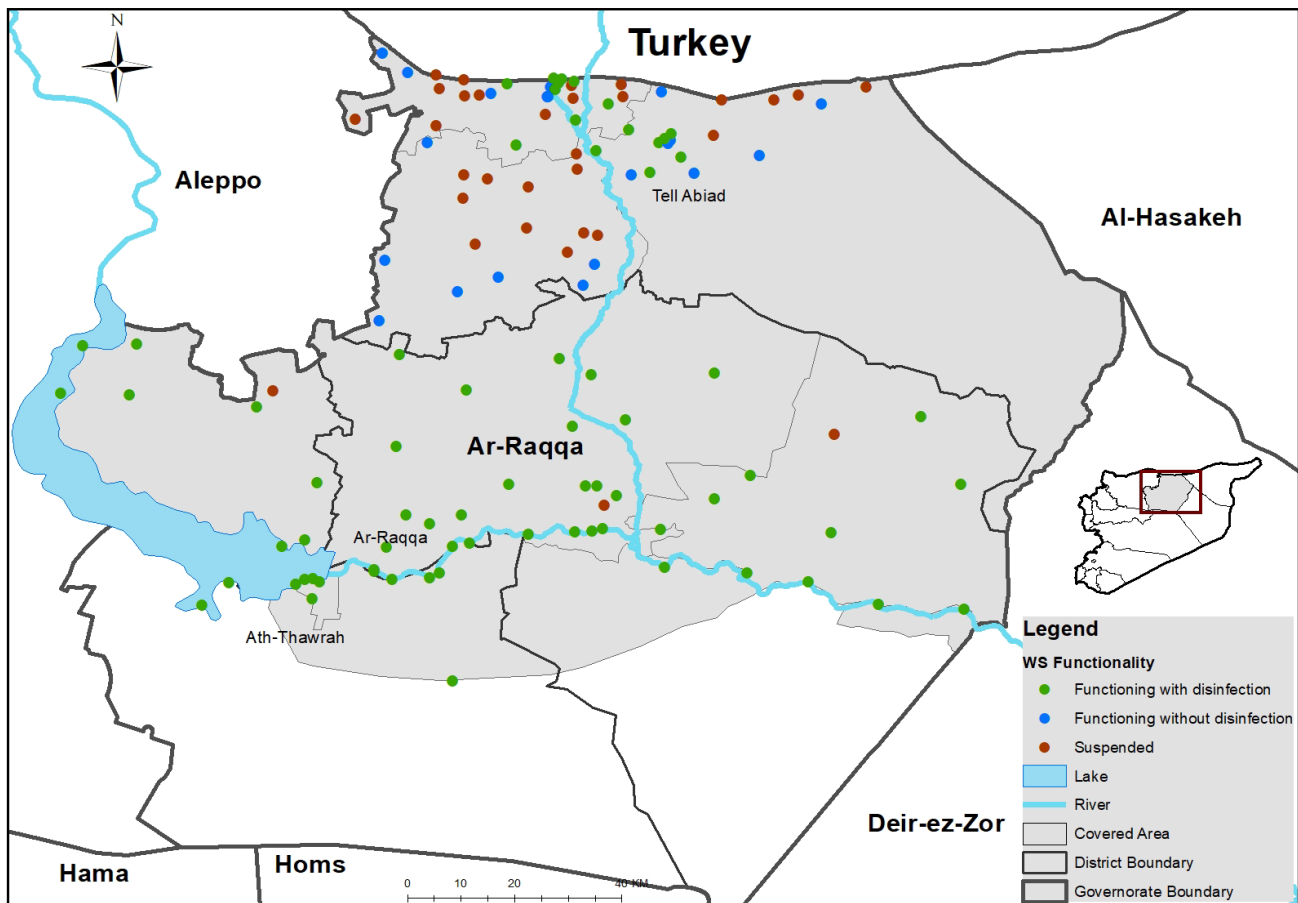 N
Turkey
Aleppo
Tell Abiad
Al-Hasakeh
Ar-Raqqa
Ar-Raqqa
Ath-Thawrah
Deir-ez-Zor
Hama
Homs
0 10 20 40 KM
Legend
WS Functionality
Functioning with disinfection
Functioning without disinfection
Suspended
Lake
River
Covered Area
District Boundary
Governorate Boundary